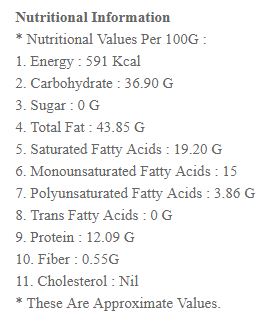 Nutritional Information
* Nutritional Values Per 100G :
1. Energy : 591 Kcal
2. Carbohydrate : 36.90 G
3. Sugar : 0 G
4. Total Fat : 43.85 G
5. Saturated Fatty Acids : 19.20 G
6. Monounsaturated Fatty Acids : 15
7. Polyunsaturated Fatty Acids : 3.86 G
8. Trans Fatty Acids : 0 G
9. Protein : 12.09 G
10. Fiber : 0.55G
11. Cholesterol : Nil
* These Are Approximate Values.